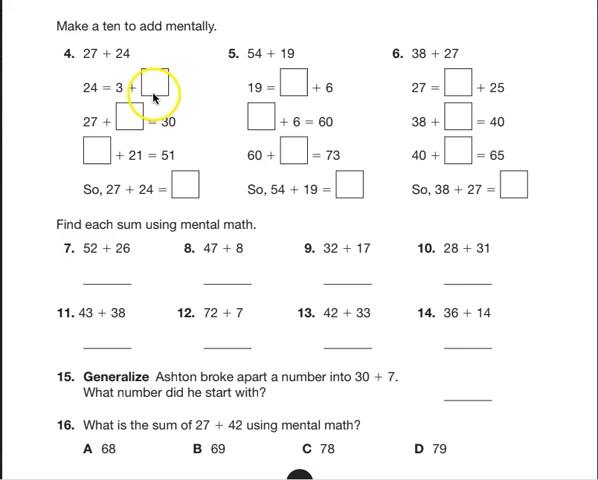 Make a ten to add mentally.
4. 27 + 24
5. 54 + 19
6. 38 + 27
24 = 3 +
19 = + 6
27 = + 25
27 + = 30
+ 6 = 60
38 + = 40
+ 21 = 51
60 + = 73
40 + = 65
So, 27 + 24 =
So, 54 + 19 =
So, 38 + 27 =
Find each sum using mental math.
7. 52 + 26
8. 47 + 8
9. 32 + 17
10. 28 + 31
11. 43 + 38
12. 72 + 7
13. 42 + 33
14. 36 + 14
15. Generalize Ashton broke apart a number into 30 + 7.
What number did he start with?
16. What is the sum of 27 + 42 using mental math?
A 68
B 69
C 78
D 79